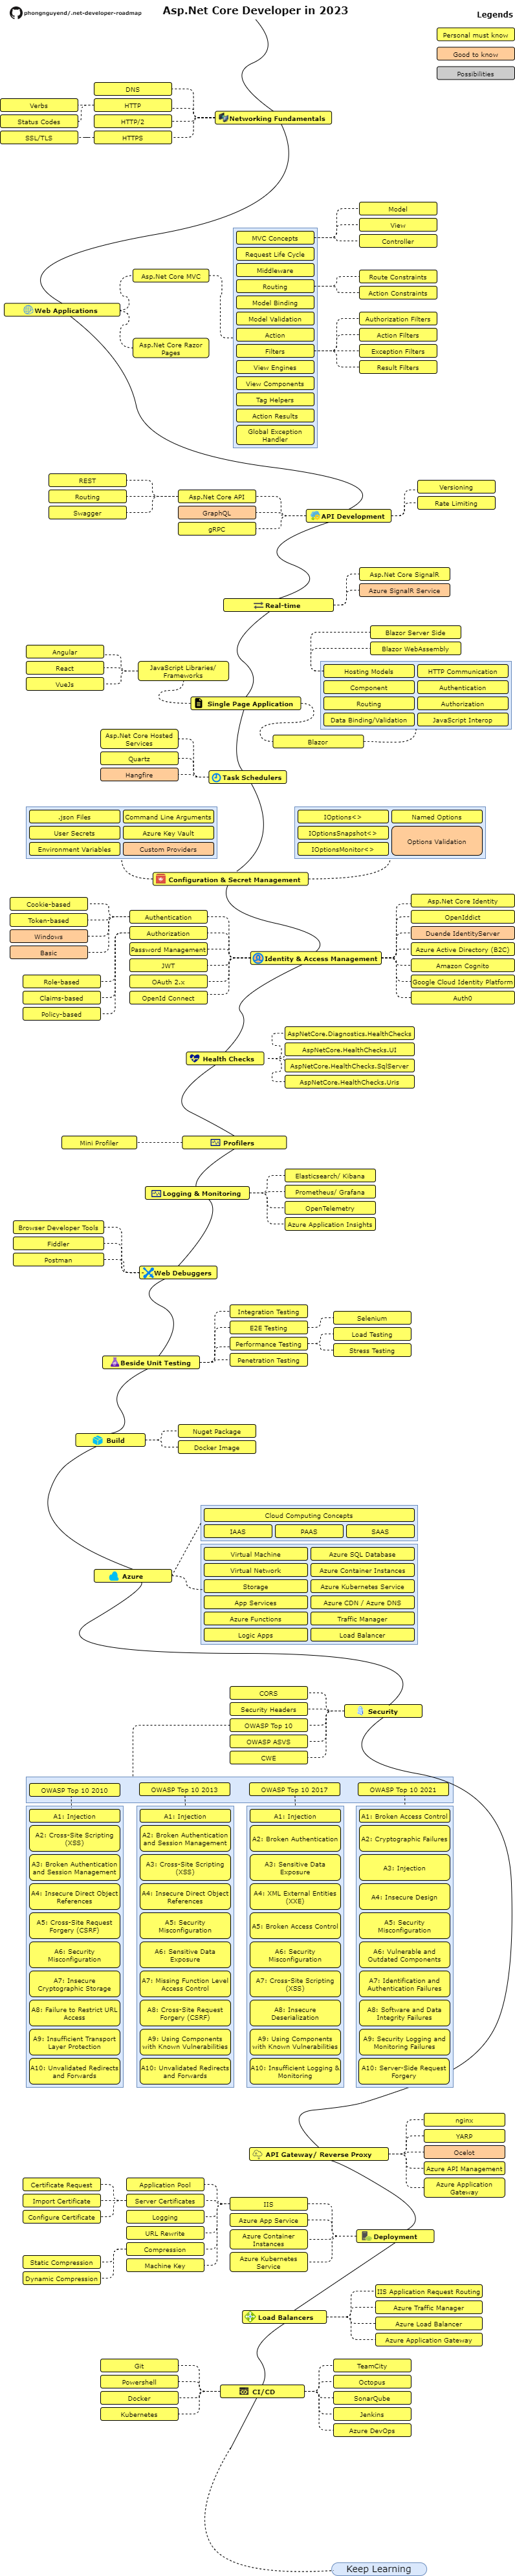 phongnguyend/.net-developer-roadmap
Asp.Net Core Developer in 2023
Legends
Personal must know
Good to know
Possibilities
DNS
Verbs
HTTP
Networking Fundamentals
Status Codes
HTTP/2
SSL/TLS
HTTPS
Model
View
Controller
MVC Concepts
Request Life Cycle
Middleware
Routing
Model Binding
Model Validation
Action
Filters
View Engines
View Components
Tag Helpers
Action Results
Global Exception
Handler
Route Constraints
Action Constraints
Authorization Filters
Action Filters
Exception Filters
Result Filters
Asp.Net Core MVC
Web Applications
Asp.Net Core Razor
Pages
REST
Routing
Swagger
Asp.Net Core API
GraphQL
gRPC
API Development
Versioning
Rate Limiting
Asp.Net Core SignalR
Azure SignalR Service
Real-time
Blazor Server Side
Blazor WebAssembly
Angular
React
VueJs
JavaScript Libraries/
Frameworks
Hosting Models
HTTP Communication
Component
Authentication
Routing
Authorization
Data Binding/Validation
JavaScript Interop
Single Page Application
Blazor
Asp.Net Core Hosted
Services
Quartz
Hangfire
Task Schedulers
.json Files
Command Line Arguments
User Secrets
Azure Key Vault
Environment Variables
Custom Providers
IOptions<>
Named Options
IOptionsSnapshot<>
Options Validation
IOptionsMonitor<>
Configuration & Secret Management
Cookie-based
Token-based
Windows
Basic
Role-based
Claims-based
Policy-based
Authentication
Authorization
Password Management
JWT
OAuth 2.x
OpenId Connect
Identity & Access Management
Asp.Net Core Identity
OpenIddict
Duende IdentityServer
Azure Active Directory (B2C)
Amazon Cognito
Google Cloud Identity Platform
Auth0
AspNetCore.Diagnostics.HealthChecks
AspNetCore.HealthChecks.UI
AspNetCore.HealthChecks.SqlServer
AspNetCore.HealthChecks.Uris
Health Checks
Mini Profiler
Profilers
Elasticsearch/ Kibana
Prometheus/ Grafana
OpenTelemetry
Azure Application Insights
Logging & Monitoring
Browser Developer Tools
Fiddler
Postman
Web Debuggers
Integration Testing
E2E Testing
Performance Testing
Penetration Testing
Selenium
Load Testing
Stress Testing
Beside Unit Testing
Nuget Package
Docker Image
Build
Cloud Computing Concepts
IAAS
PAAS
SAAS
Virtual Machine
Azure SQL Database
Virtual Network
Azure Container Instances
Storage
Azure Kubernetes Service
App Services
Azure CDN / Azure DNS
Azure Functions
Traffic Manager
Logic Apps
Load Balancer
Azure
CORS
Security Headers
OWASP Top 10
OWASP ASVS
CWE
Security
OWASP Top 10 2010
A1: Injection
A2: Cross-Site Scripting
(XSS)
A3: Broken Authentication
and Session Management
A4: Insecure Direct Object
References
A5: Cross-Site Request
Forgery (CSRF)
A6: Security
Misconfiguration
A7: Insecure
Cryptographic Storage
A8: Failure to Restrict URL
Access
A9: Insufficient Transport
Layer Protection
A10: Unvalidated Redirects
and Forwards
OWASP Top 10 2013
A1: Injection
A2: Broken Authentication
and Session Management
A3: Cross-Site Scripting
(XSS)
A4: Insecure Direct Object
References
A5: Security
Misconfiguration
A6: Sensitive Data
Exposure
A7: Missing Function Level
Access Control
A8: Cross-Site Request
Forgery (CSRF)
A9: Using Components
with Known Vulnerabilities
A10: Unvalidated Redirects
and Forwards
OWASP Top 10 2017
A1: Injection
A2: Broken Authentication
A3: Sensitive Data
Exposure
A4: XML External Entities
(XXE)
A5: Broken Access Control
A6: Security
Misconfiguration
A7: Cross-Site Scripting
(XSS)
A8: Insecure
Deserialization
A9: Using Components
with Known Vulnerabilities
A10: Insufficient Logging &
Monitoring
OWASP Top 10 2021
A1: Broken Access Control
A2: Cryptographic Failures
A3: Injection
A4: Insecure Design
A5: Security
Misconfiguration
A6: Vulnerable and
Outdated Components
A7: Identification and
Authentication Failures
A8: Software and Data
Integrity Failures
A9: Security Logging and
Monitoring Failures
A10: Server-Side Request
Forgery
nginx
YARP
Ocelot
Azure API Management
Azure Application
Gateway
API Gateway/ Reverse Proxy
Certificate Request
Import Certificate
Configure Certificate
Static Compression
Dynamic Compression
Application Pool
Server Certificates
Logging
URL Rewrite
Compression
Machine Key
IIS
Azure App Service
Azure Container
Instances
Azure Kubernetes
Service
Deployment
IIS Application Request Routing
Azure Traffic Manager
Azure Load Balancer
Azure Application Gateway
Load Balancers
Git
Powershell
Docker
Kubernetes
CI/CD
TeamCity
Octopus
SonarQube
Jenkins
Azure DevOps
Keep Learning